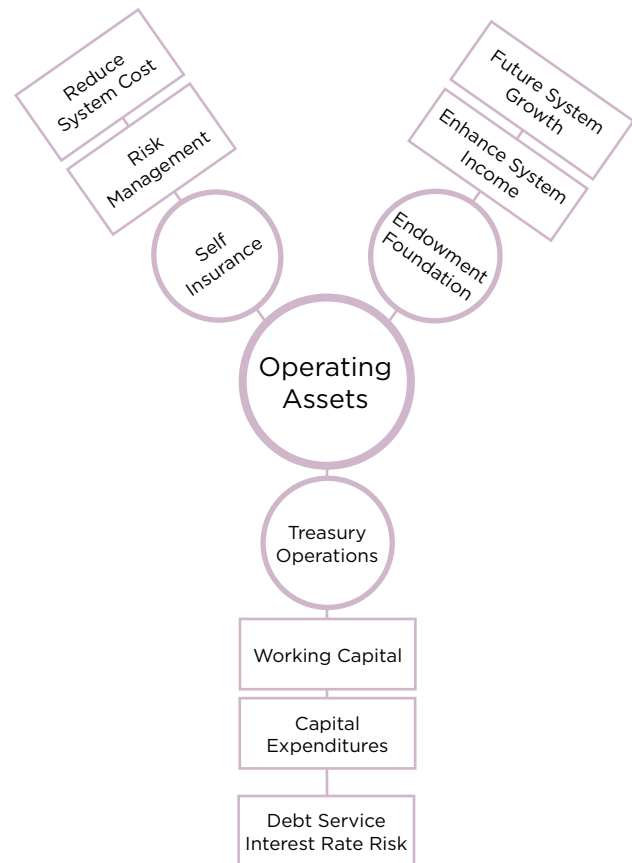 Reduce
System Cost
Risk
Management
Self
Insurance
Future System
Growth
Enhance System
Income
Endowment
Foundation
Operating
Assets
Treasury
Operations
Working Capital
Capital
Expenditures
Debt Service
Interest Rate Risk